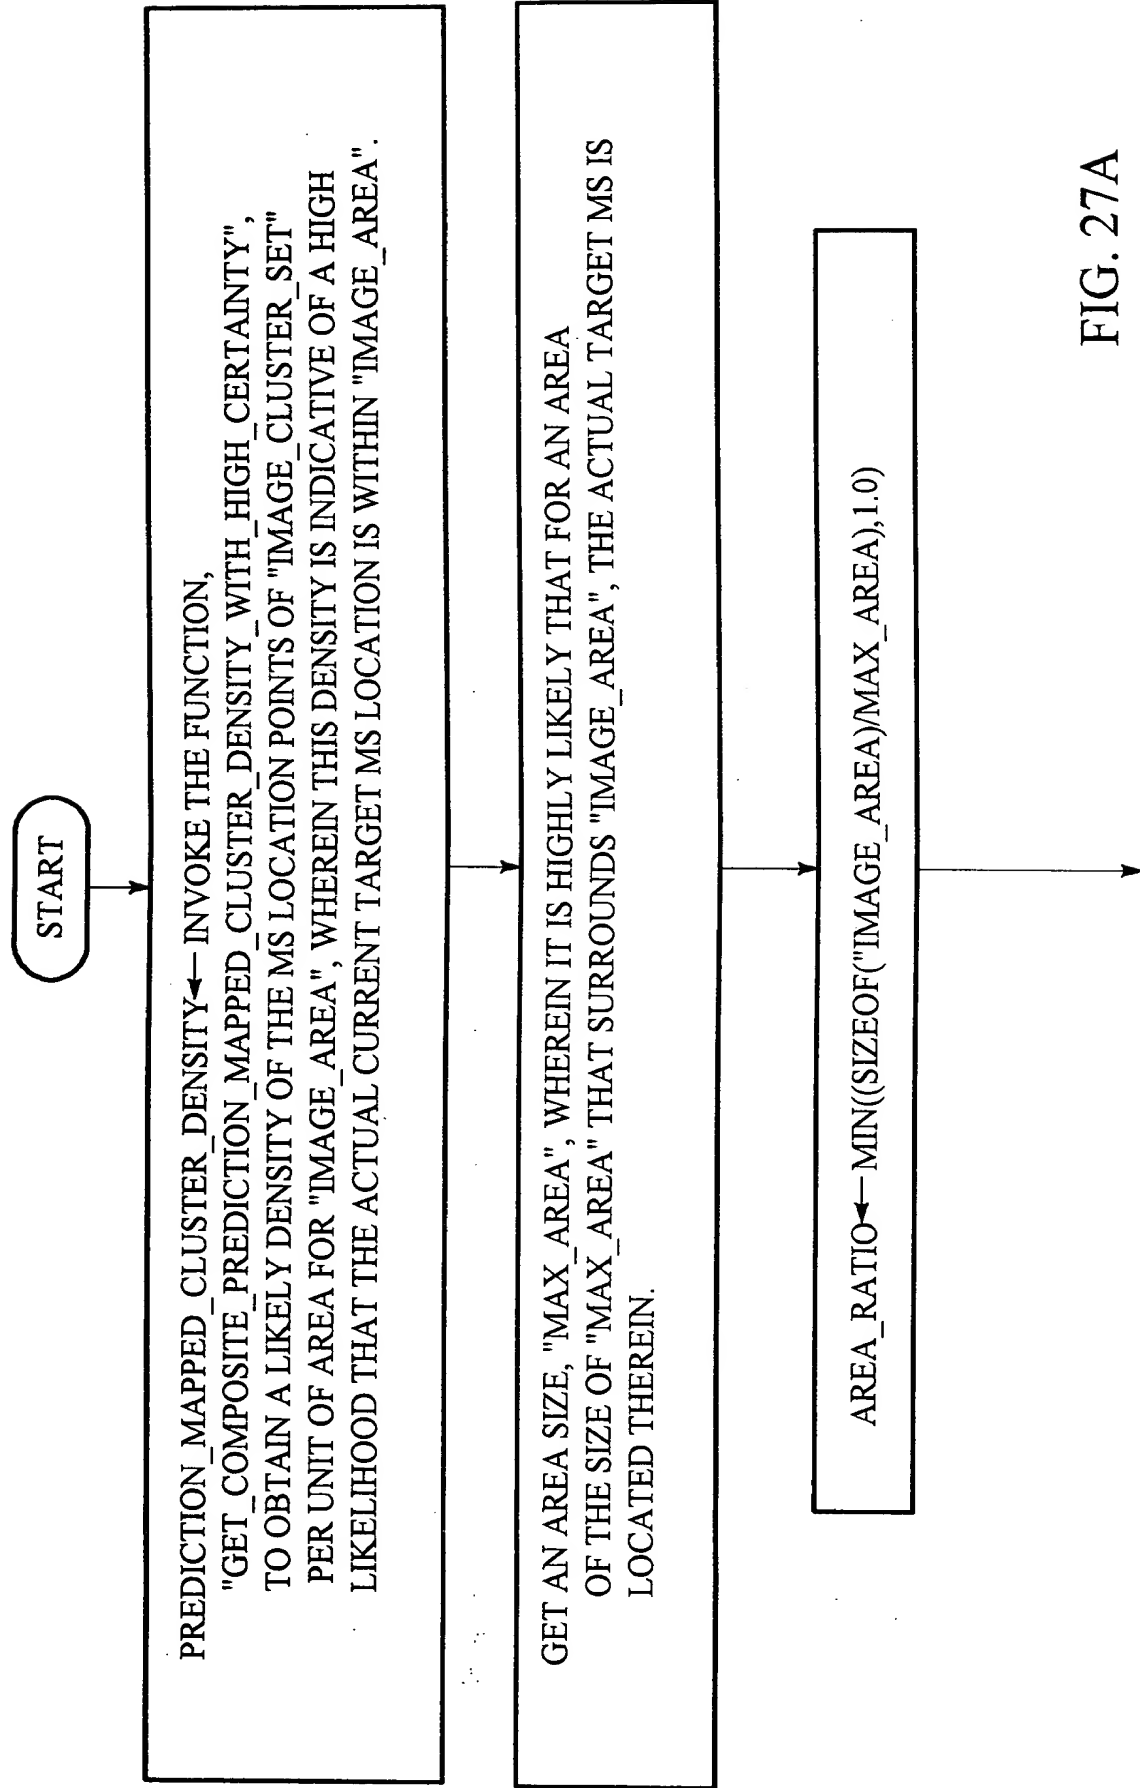 START
PREDICTION_MAPPED_CLUSTER_DENSITY ← INVOKE THE FUNCTION,
"GET_COMPOSITE_PREDICTION_MAPPED_CLUSTER_DENSITY_WITH_HIGH_CERTAINTY",
TO OBTAIN A LIKELY DENSITY OF THE MS LOCATION POINTS OF "IMAGE_CLUSTER_SET"
PER UNIT OF AREA FOR "IMAGE_AREA", WHEREIN THIS DENSITY IS INDICATIVE OF A HIGH
LIKELIHOOD THAT THE ACTUAL CURRENT TARGET MS LOCATION IS WITHIN "IMAGE_AREA".
GET AN AREA SIZE, "MAX_AREA", WHEREIN IT IS HIGHLY LIKELY THAT FOR AN AREA
OF THE SIZE OF "MAX_AREA" THAT SURROUNDS "IMAGE_AREA", THE ACTUAL TARGET MS IS
LOCATED THEREIN.
AREA_RATIO ← MIN((SIZEOF("IMAGE_AREA)/MAX_AREA),1.0)
FIG. 27A